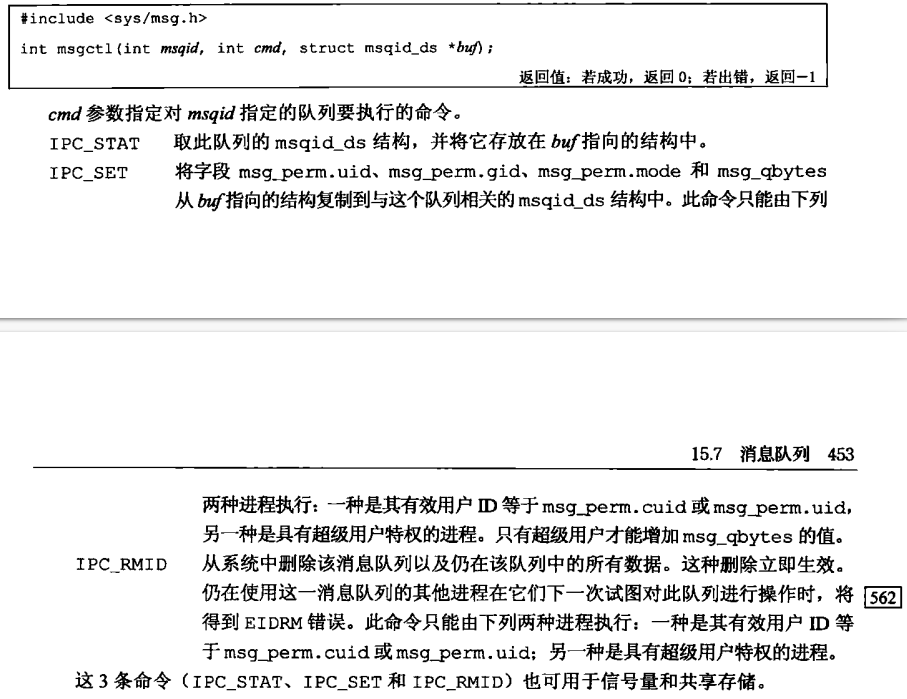 #include <sys/msg.h>
int msgctl(int msqid, int cmd, struct msqid_ds *buf);
返回值：若成功，返回 0；若出错，返回−1
cmd 参数指定对 msqid 指定的队列要执行的命令。
IPC_STAT 取此队列的 msqid_ds 结构，并将它存放在 buf 指向的结构中。
IPC_SET 将字段 msg_perm.uid、msg_perm.gid、msg_perm.mode 和 msg_qbytes
从 buf 指向的结构复制到与这个队列相关的 msqid_ds 结构中。此命令只能由下列
15.7 消息队列 453
两种进程执行：一种是其有效用户 ID 等于 msg_perm.cuid 或 msg_perm.uid，
另一种是具有超级用户特权的进程。只有超级用户才能增加 msg_qbytes 的值。
IPC_RMID 从系统中删除该消息队列以及仍在该队列中的所有数据。这种删除立即生效。
仍在使用这一消息队列的其他进程在它们下一次试图对此队列进行操作时，将 562
得到 EIDRM 错误。此命令只能由下列两种进程执行：一种是其有效用户 ID 等
于 msg_perm.cuid 或 msg_perm.uid；另一种是具有超级用户特权的进程。
这 3 条命令（IPC_STAT、IPC_SET 和 IPC_RMID）也可用于信号量和共享存储。